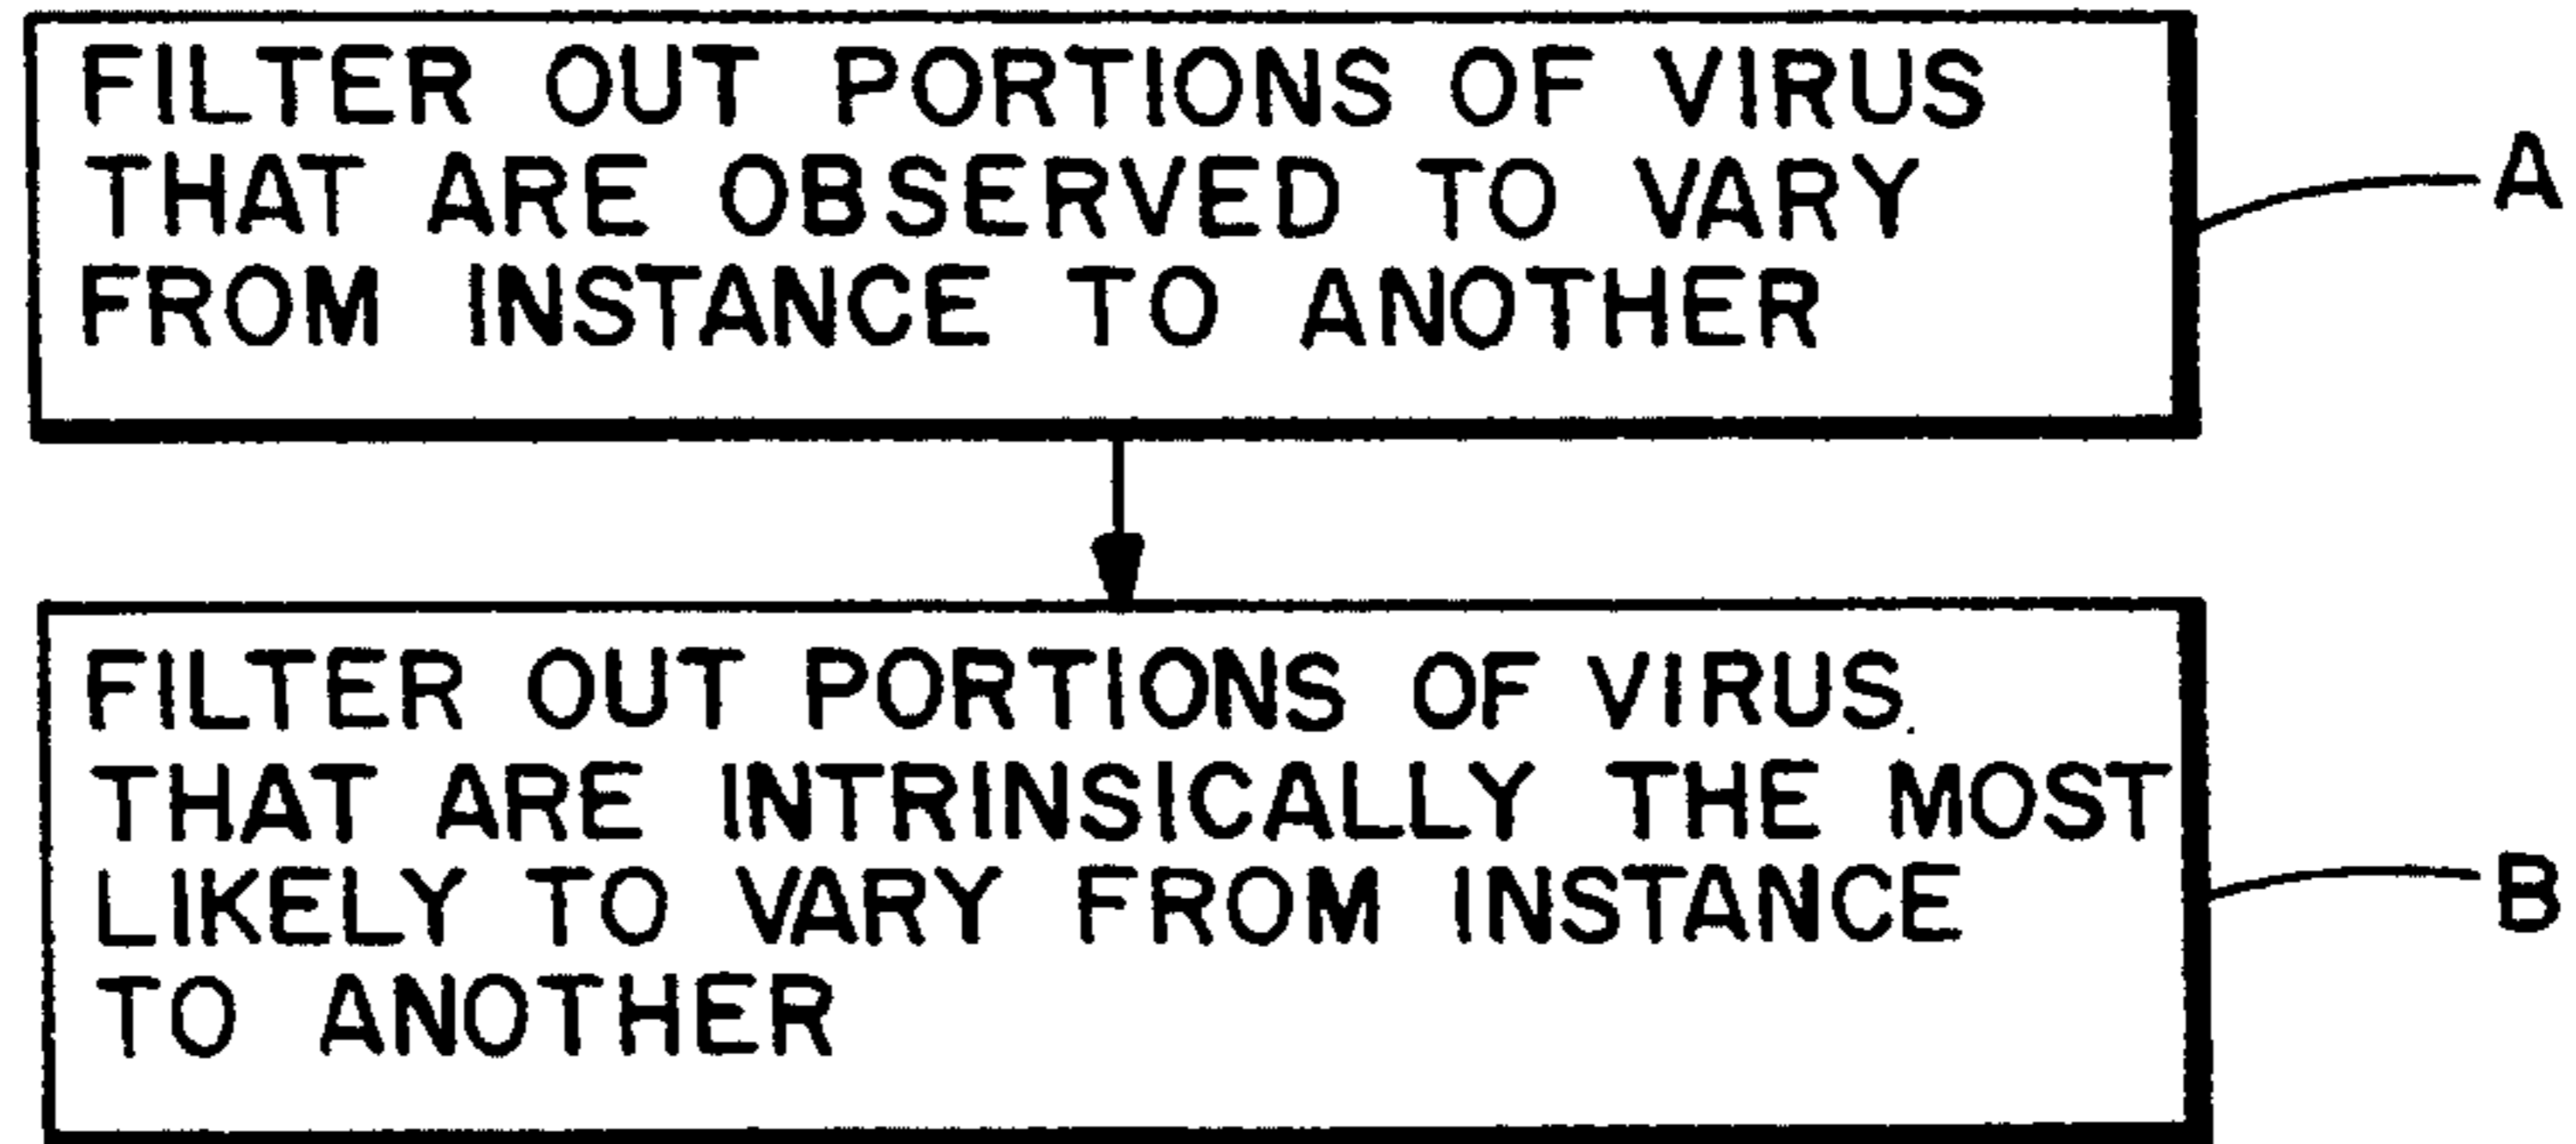 FILTER OUT PORTIONS OF VIRUS
THAT ARE OBSERVED TO VARY
FROM INSTANCE TO ANOTHER
A
FILTER OUT PORTIONS OF VIRUS.
THAT ARE INTRINSICALLY THE MOST
LIKELY TO VARY FROM INSTANCE
TO ANOTHER
B